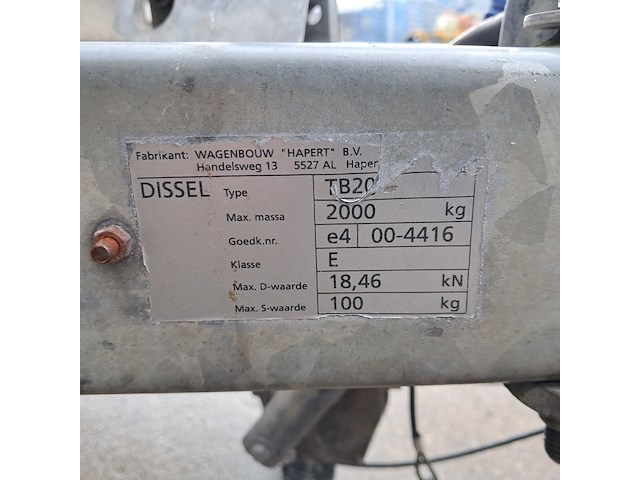 Fabrikant: WAGENBOUW "HAPERT" B.V.
Handelsweg 13 5527 AL Haper
DISSEL Type TB20
Max. massa 2000 kg
Goedk.nr. e4 00-4416
Klasse E
Max. D-waarde 18,46 kN
Max. S-waarde 100 kg